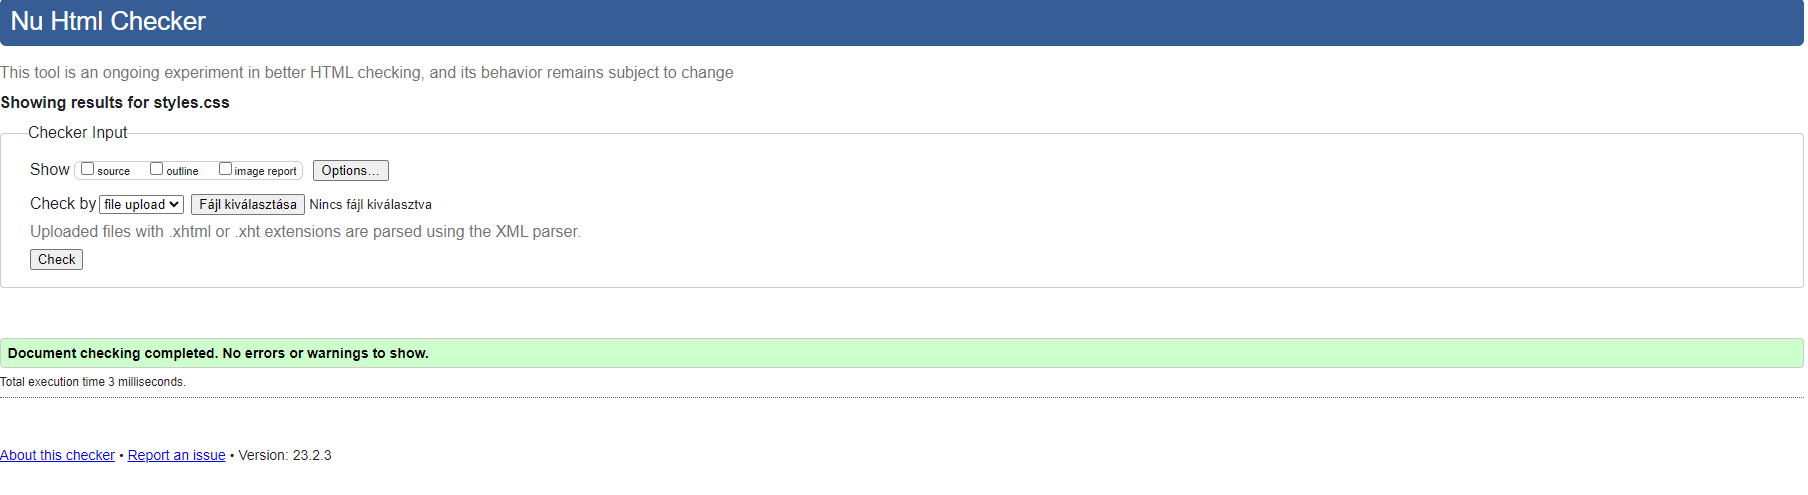 Nu Html Checker
This tool is an ongoing experiment in better HTML checking, and its behavior remains subject to change
Showing results for styles.css
Checker Input
Show source outline image report Options...
Check by file upload Fájl kiválasztása Nincs fájl kiválasztva
Uploaded files with .xhtml or .xht extensions are parsed using the XML parser.
Check
Document checking completed. No errors or warnings to show.
Total execution time 3 milliseconds.
About this checker • Report an issue • Version: 23.2.3